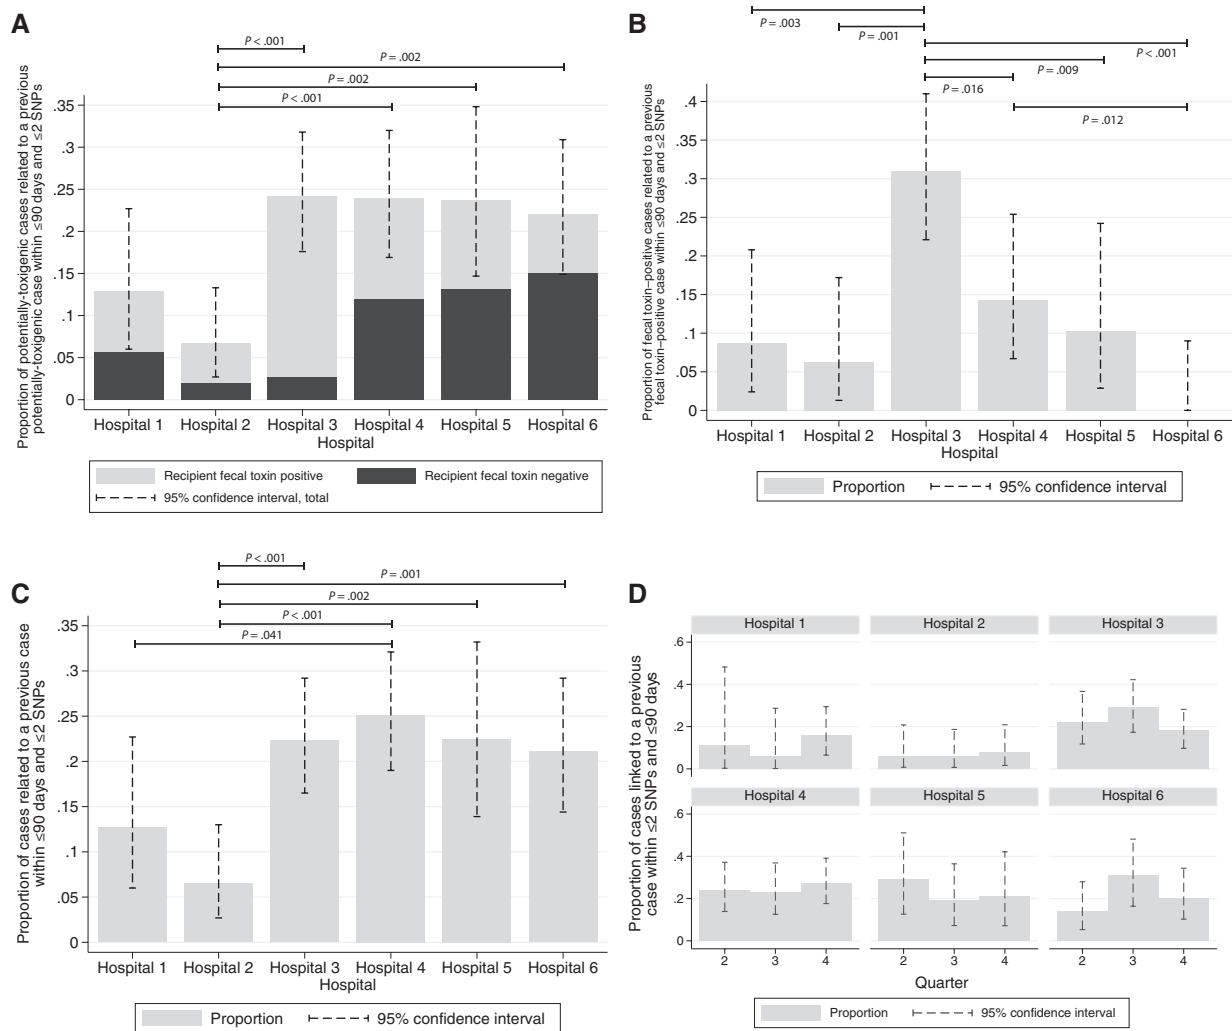 A
P < .001
P = .002
P = .002
P < .001
Proportion of potentially-toxigenic cases related to a previous
potentially-toxigenic case within ≤90 days and ≤2 SNPs
.35
.3
.25
.2
.15
.1
.05
0
Hospital 1 Hospital 2 Hospital 3 Hospital 4 Hospital 5 Hospital 6
Hospital
Recipient fecal toxin positive Recipient fecal toxin negative
95% confidence interval, total
B
P = .003
P = .001
P < .001
P = .009
P = .016
P = .012
Proportion of fecal toxin–positive cases related to a previous
fecal toxin–positive case within ≤90 days and ≤2 SNPs
.4
.3
.25
.2
.15
.1
.05
0
Hospital 1 Hospital 2 Hospital 3 Hospital 4 Hospital 5 Hospital 6
Hospital
Proportion 95% confidence interval
C
P < .001
P = .001
P = .002
P < .001
P = .041
Proportion of cases related to a previous case
within ≤90 days and ≤2 SNPs
.35
.3
.25
.2
.15
.1
.05
0
Hospital 1 Hospital 2 Hospital 3 Hospital 4 Hospital 5 Hospital 6
Hospital
Proportion 95% confidence interval
D
Proportion of cases linked to a previous
case within ≤2 SNPs and ≤90 days
Hospital 1 Hospital 2 Hospital 3
.6
.4
.2
0
Hospital 4 Hospital 5 Hospital 6
.6
.4
.2
0
2 3 4 2 3 4 2 3 4
Quarter
Proportion 95% confidence interval